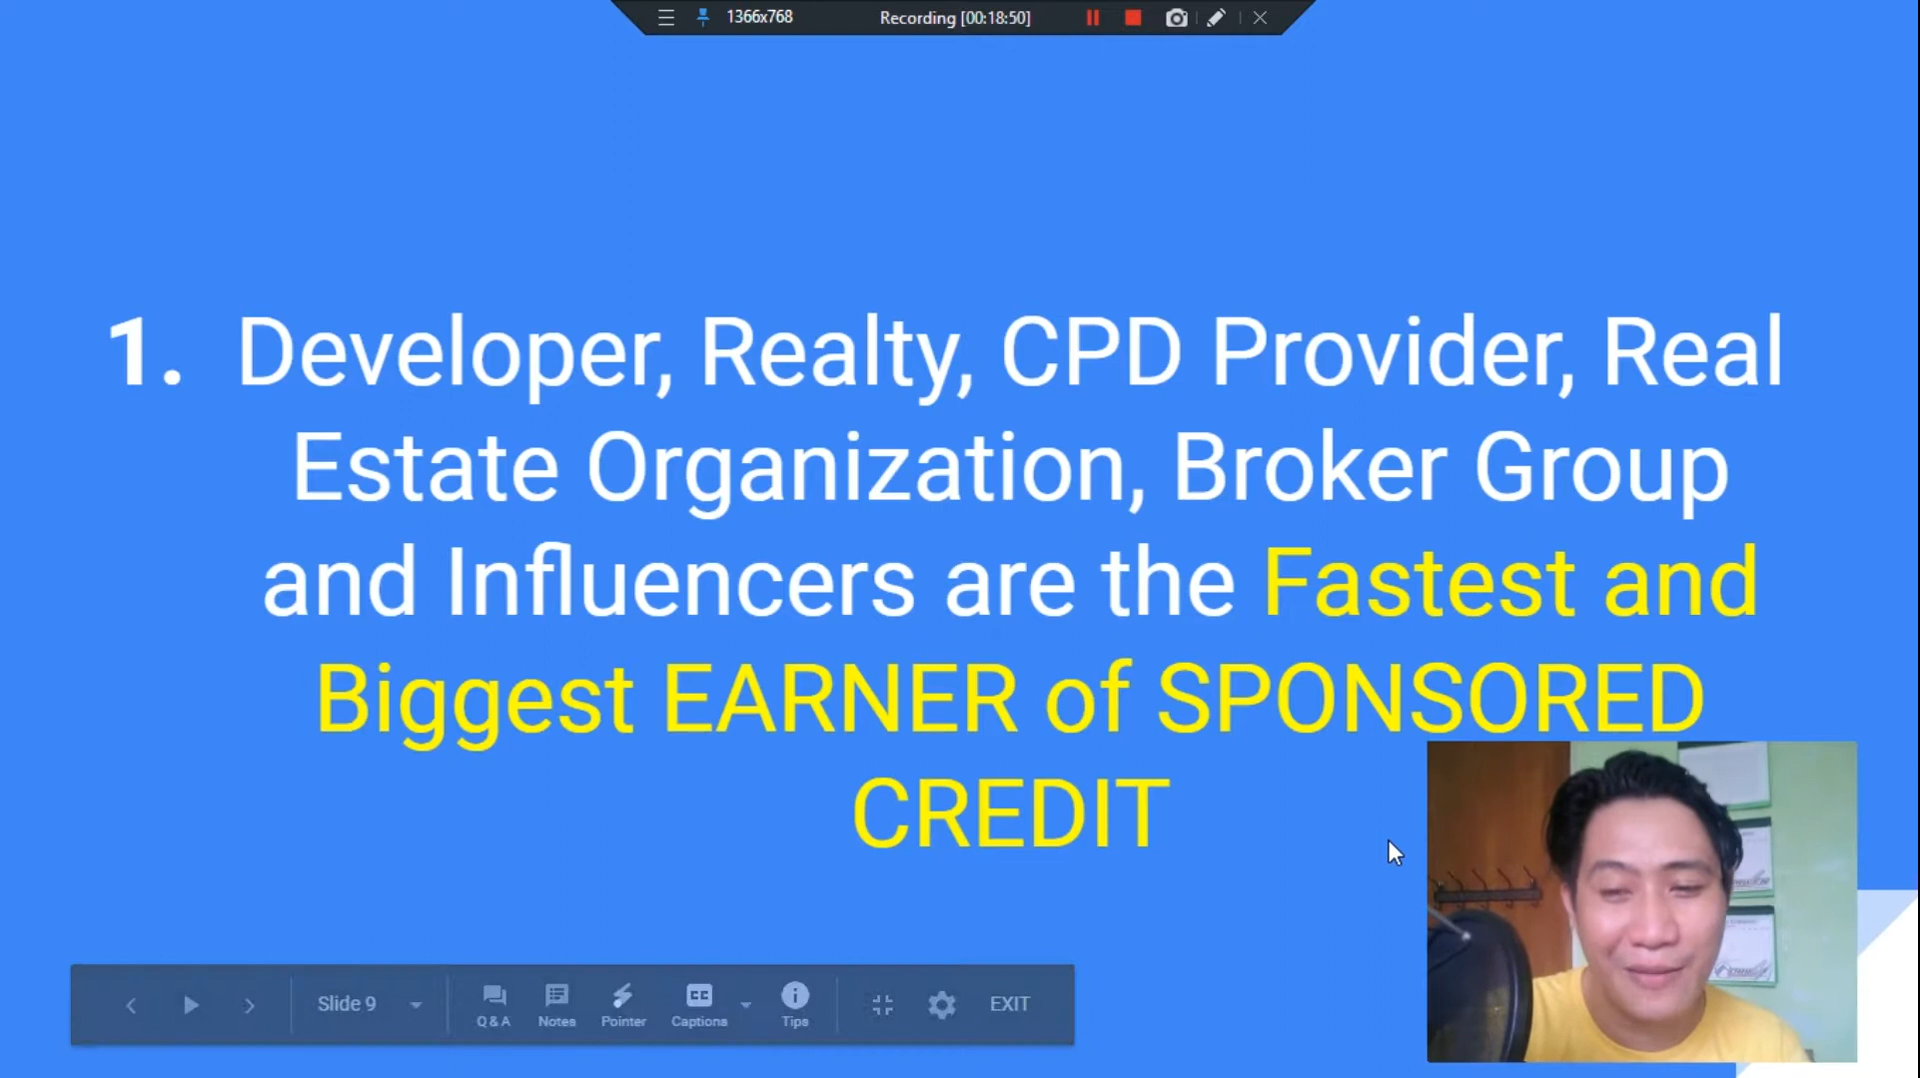 1366x768 Recording [00:18:50]
1. Developer, Realty, CPD Provider, Real
Estate Organization, Broker Group
and Influencers are the Fastest and
Biggest EARNER of SPONSORED
CREDIT
Slide 9
Q&A Notes Pointer Captions Tips EXIT